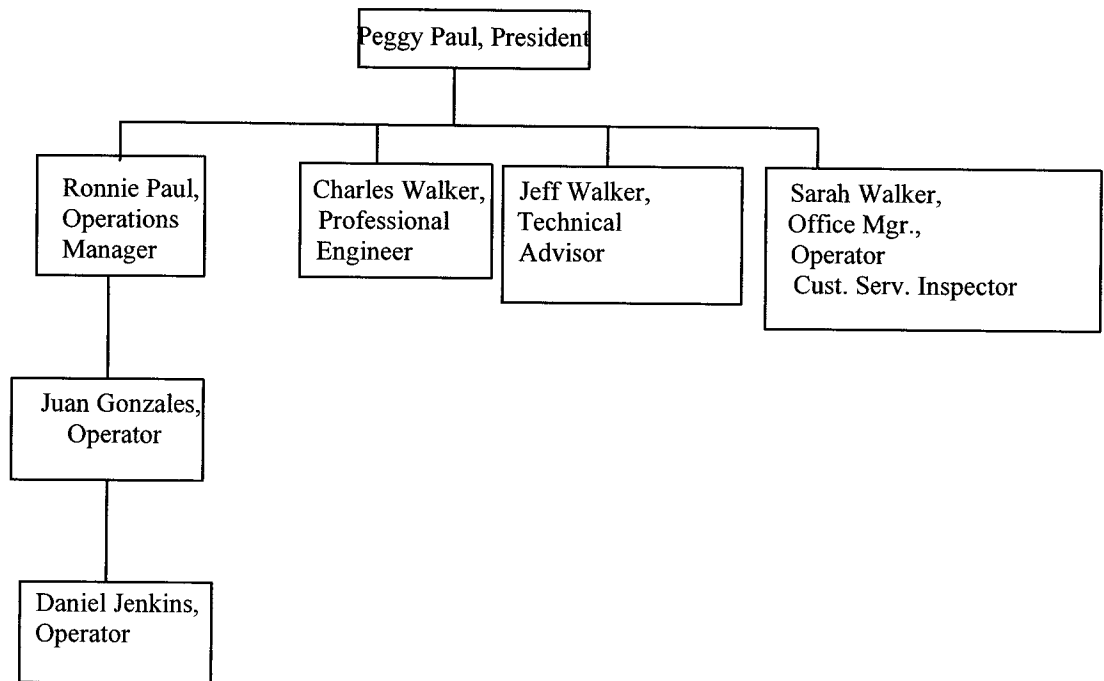 Peggy Paul, President
Ronnie Paul,
Operations
Manager
Charles Walker,
Professional
Engineer
Jeff Walker,
Technical
Advisor
Sarah Walker,
Office Mgr.,
Operator
Cust. Serv. Inspector
Juan Gonzales,
Operator
Daniel Jenkins,
Operator